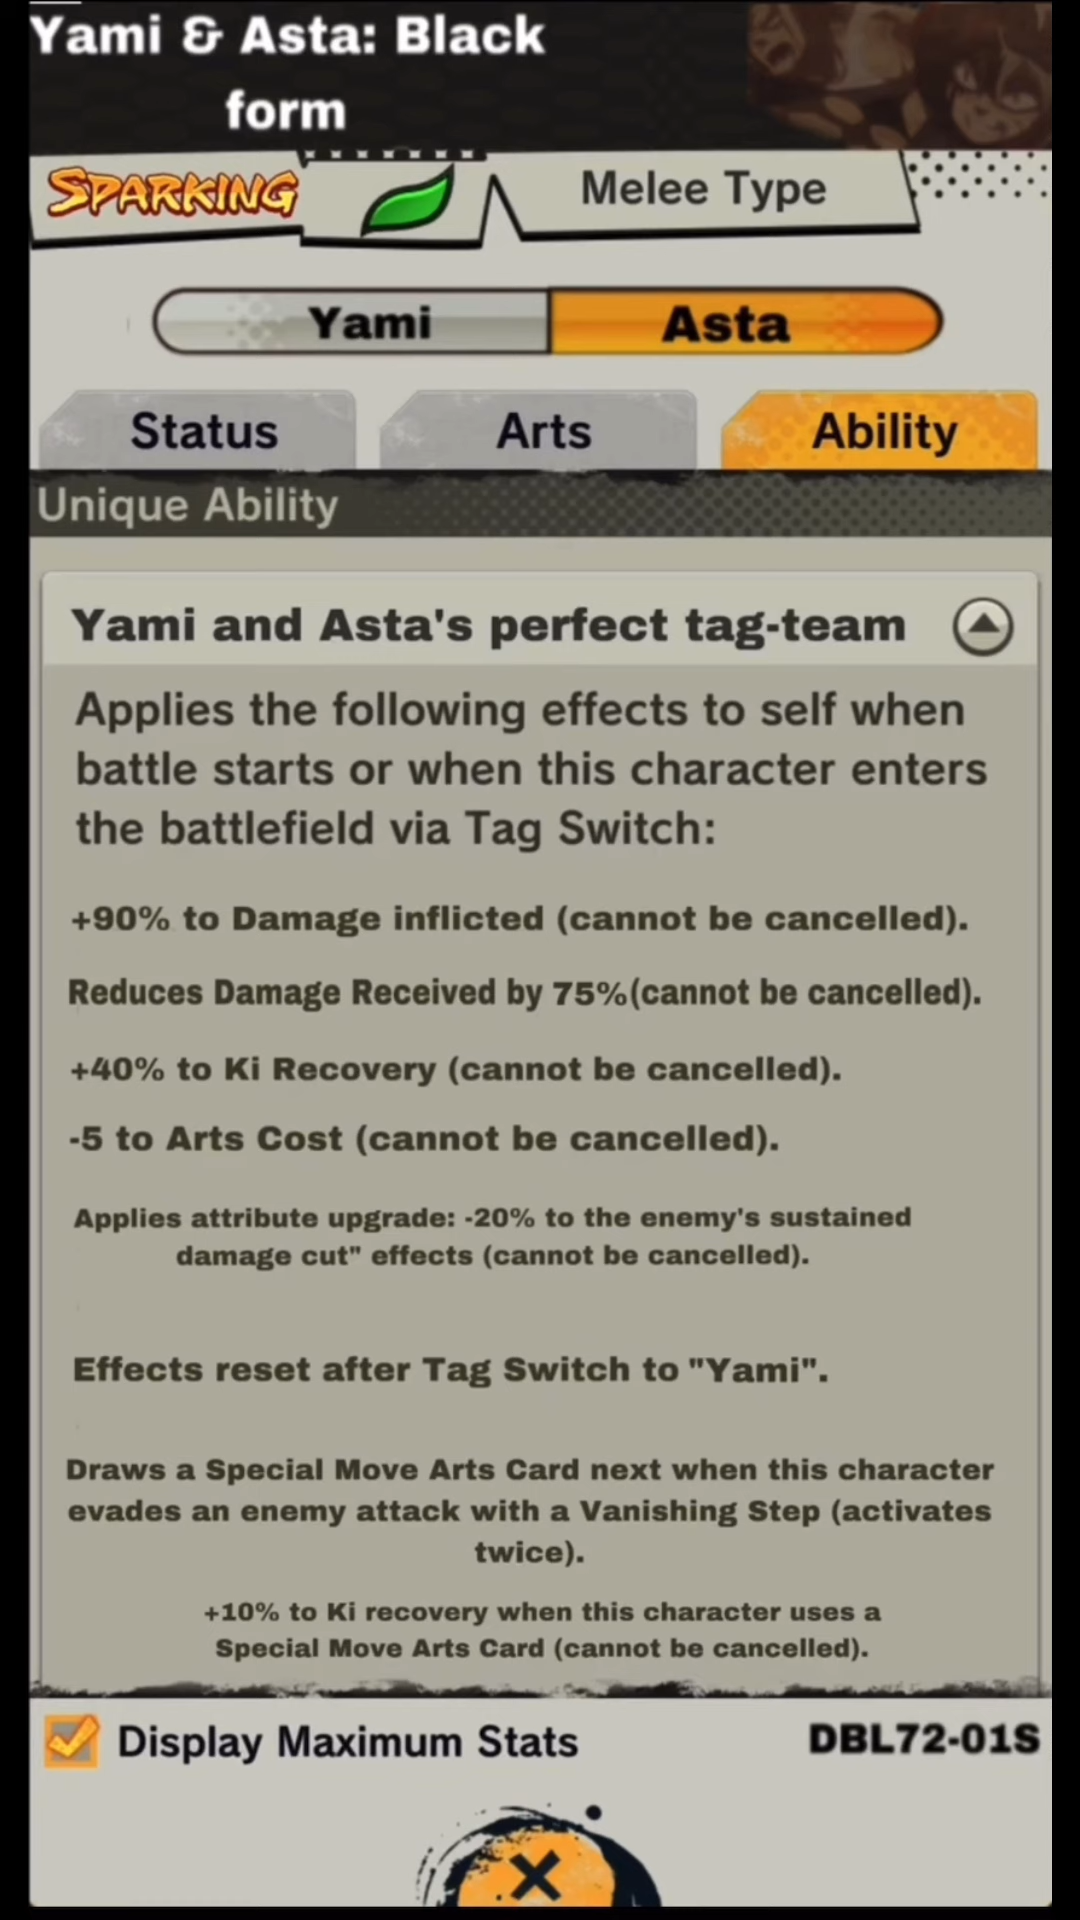 Yami & Asta: Black
form
SPARKING
Melee Type
Yami
Asta
Status
Arts
Ability
Unique Ability
Yami and Asta's perfect tag-team
Applies the following effects to self when
battle starts or when this character enters
the battlefield via Tag Switch:
+90% to Damage inflicted (cannot be cancelled).
Reduces Damage Received by 75%(cannot be cancelled).
+40% to Ki Recovery (cannot be cancelled).
-5 to Arts Cost (cannot be cancelled).
Applies attribute upgrade: -20% to the enemy's sustained
damage cut" effects (cannot be cancelled).
Effects reset after Tag Switch to "Yami".
Draws a Special Move Arts Card next when this character
evades an enemy attack with a Vanishing Step (activates
twice).
+10% to Ki recovery when this character uses a
Special Move Arts Card (cannot be cancelled).
Display Maximum Stats
DBL72-01S